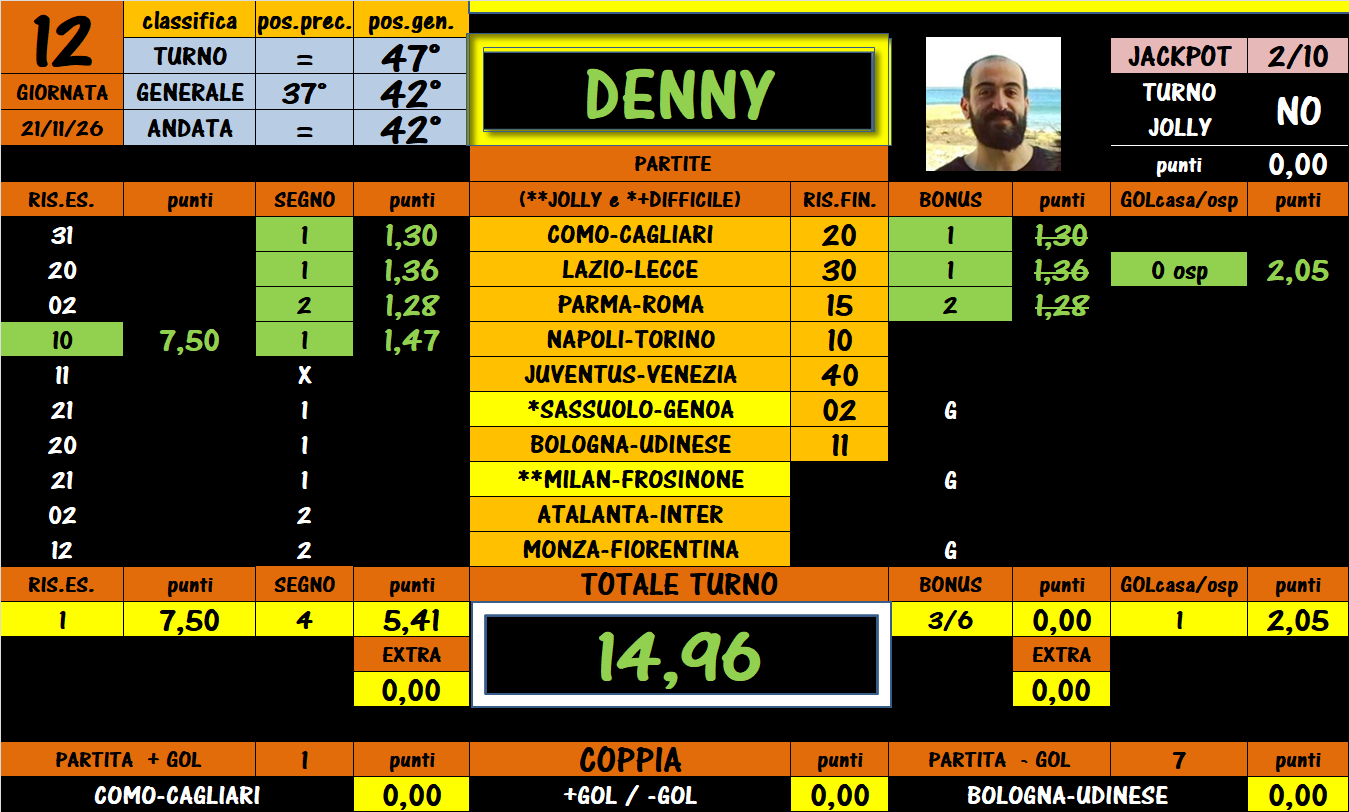 12 classifica pos.prec. pos.gen.
TURNO = 47°
GIORNATA GENERALE 37° 42°
21/11/26 ANDATA = 42°
DENNY
JACKPOT 2/10
TURNO JOLLY NO
punti 0,00
PARTITE
RIS.ES. punti SEGNO punti (**JOLLY e *+DIFFICILE) RIS.FIN. BONUS punti GOLcasa/osp punti
31 1 1,30 COMO-CAGLIARI 20 1 1,30
20 1 1,36 LAZIO-LECCE 30 1 1,36 0 osp 2,05
02 2 1,28 PARMA-ROMA 15 2 1,28
10 7,50 1 1,47 NAPOLI-TORINO 10
11 X JUVENTUS-VENEZIA 40
21 1 *SASSUOLO-GENOA 02 G
20 1 BOLOGNA-UDINESE 11
21 1 **MILAN-FROSINONE G
02 2 ATALANTA-INTER
12 2 MONZA-FIORENTINA G
RIS.ES. punti SEGNO punti TOTALE TURNO BONUS punti GOLcasa/osp punti
1 7,50 4 5,41 14,96 3/6 0,00 1 2,05
EXTRA EXTRA
0,00 0,00
PARTITA + GOL 1 punti COPPIA punti PARTITA - GOL 7 punti
COMO-CAGLIARI 0,00 +GOL / -GOL 0,00 BOLOGNA-UDINESE 0,00